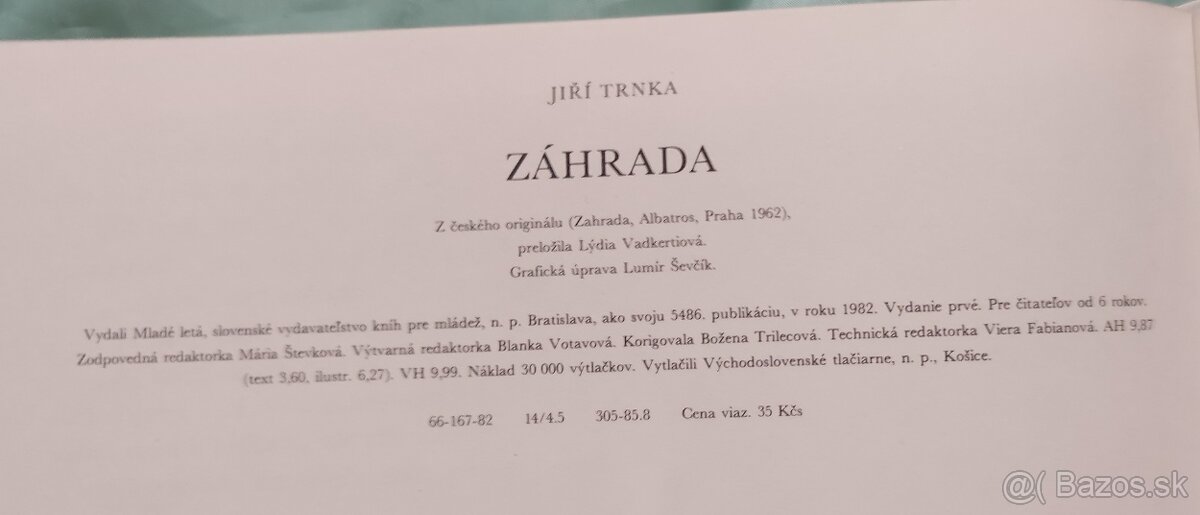 JIŘÍ TRNKA
ZÁHRADA
Z českého originálu (Zahrada, Albatros, Praha 1962),
preložila Lýdia Vadkertiová.
Grafická úprava Lumír Ševčík.
Vydali Mladé letá, slovenské vydavateľstvo kníh pre mládež, n. p. Bratislava, ako svoju 5486. publikáciu, v roku 1982. Vydanie prvé. Pre čitateľov od 6 rokov.
Zodpovedná redaktorka Mária Števková. Výtvarná redaktorka Blanka Votavová. Korigovala Božena Trilecová. Technická redaktorka Viera Fabianová. AH 9,87
(text 3,60, ilustr. 6,27). VH 9,99. Náklad 30 000 výtlačkov. Vytlačili Východoslovenské tlačiarne, n. p., Košice.
66-167-82 14/4.5 305-85.8 Cena viaz. 35 Kčs
@( Bazos.sk